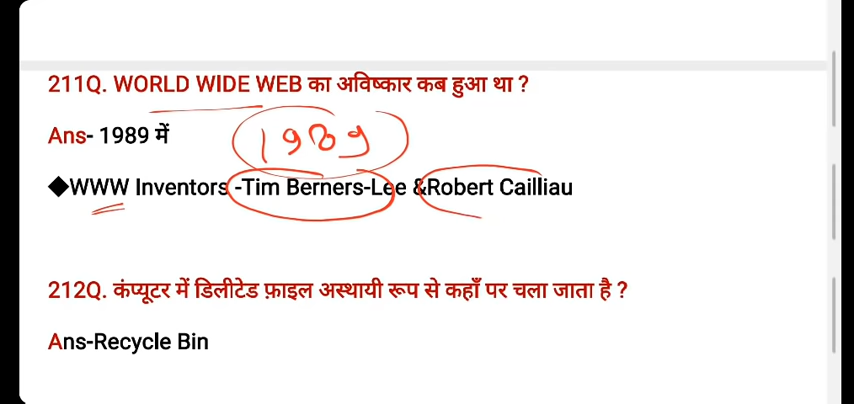 211Q. WORLD WIDE WEB का अविष्कार कब हुआ था ?
Ans- 1989 में
1989
◆WWW Inventors -Tim Berners-Lee &Robert Cailliau
212Q. कंप्यूटर में डिलीटेड फ़ाइल अस्थायी रूप से कहाँ पर चला जाता है ?
Ans-Recycle Bin